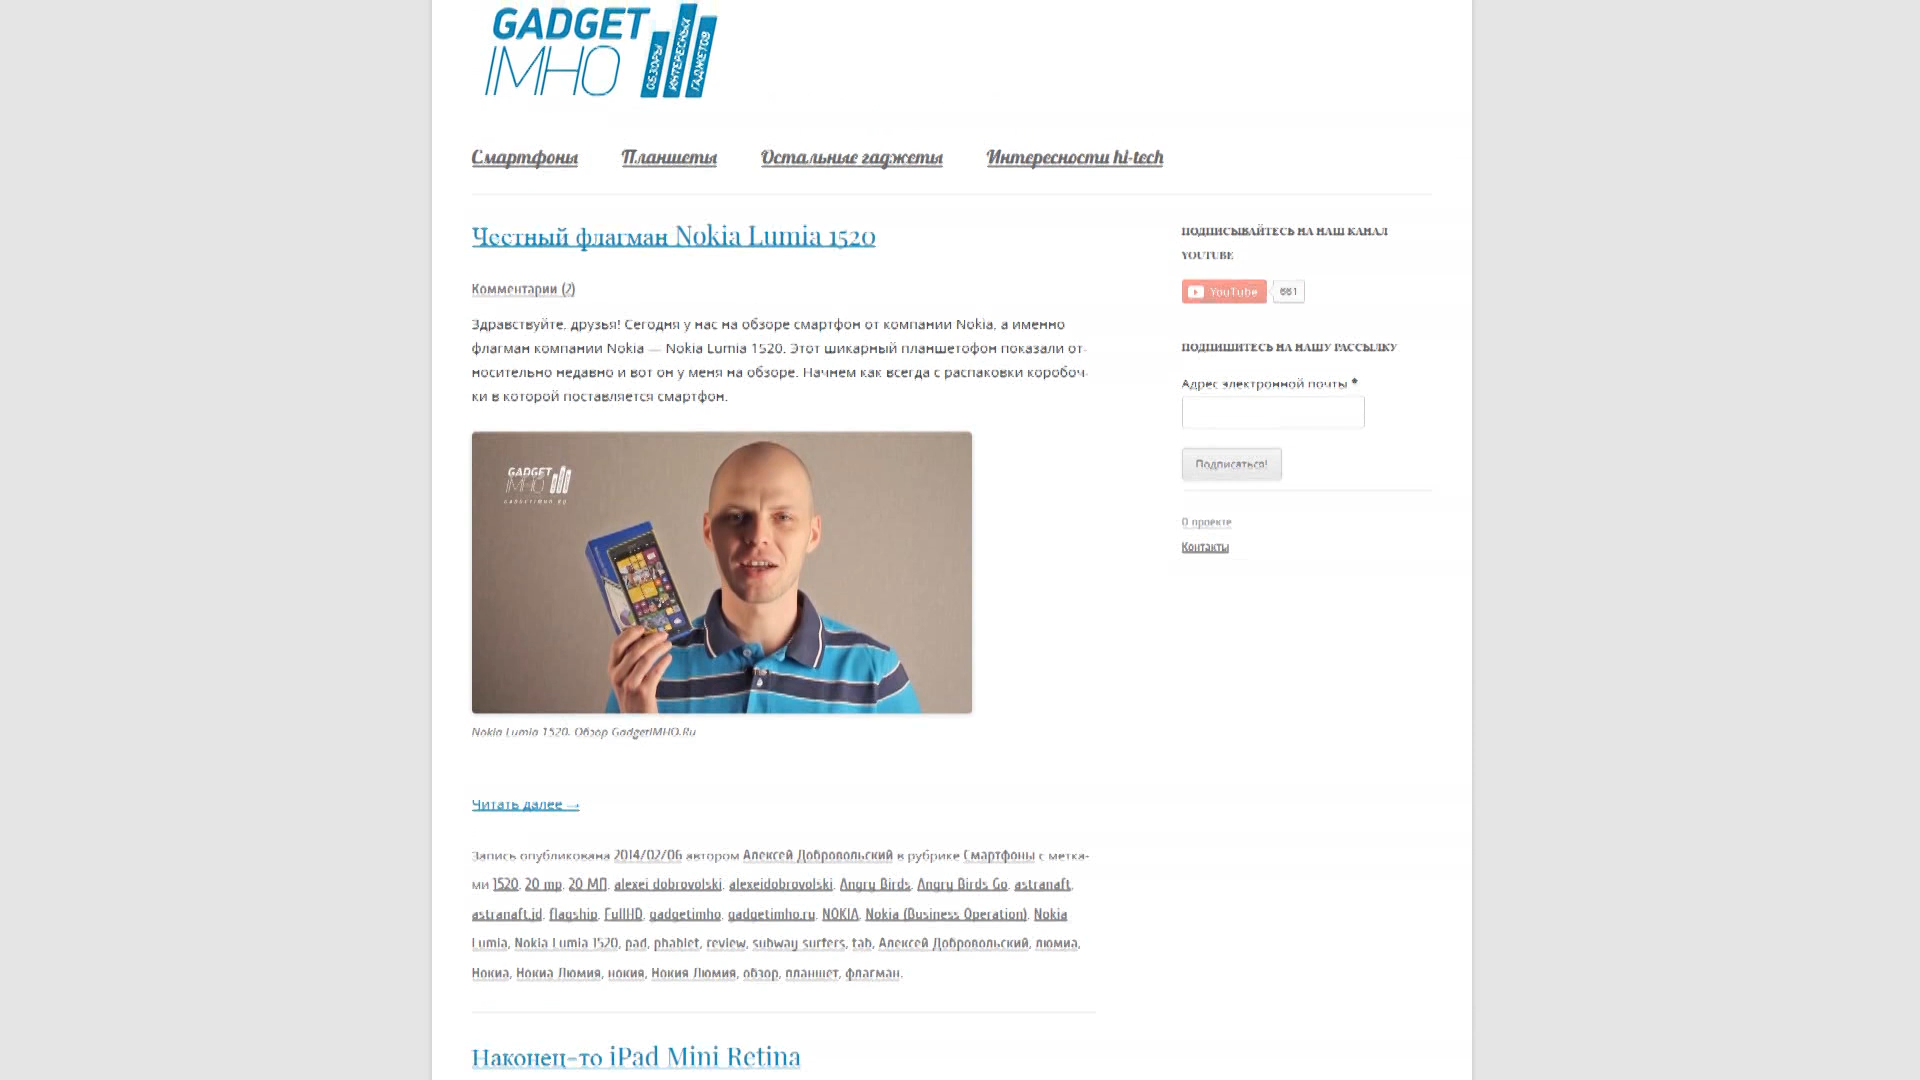 GADGET
IMHO
ОБЗОРЫ
ИНТЕРЕСНЫХ
ГАДЖЕТОВ
Смартфоны Планшеты Остальные гаджеты Интересности hi-tech
Честный флагман Nokia Lumia 1520
Комментарии (2)
Здравствуйте, друзья! Сегодня у нас на обзоре смартфон от компании Nokia, а именно
флагман компании Nokia — Nokia Lumia 1520. Этот шикарный планшетофон показали от-
носительно недавно и вот он у меня на обзоре. Начнем как всегда с распаковки коробоч-
ки в которой поставляется смартфон.
GADGET
IMHO
Nokia Lumia 1520. Обзор GadgetIMHO.Ru
Читать далее →
Запись опубликована 2014/02/06 автором Алексей Добровольский в рубрике Смартфоны с метка-
ми 1520, 20 mp, 20 МП, alexei dobrovolski, alexeidobrovolski, Angry Birds, Angry Birds Go, astranaft,
astranaft.jd, flagship, FullHD, gadgetimho, gadgetimho.ru, NOKIA, Nokia (Business Operation), Nokia
Lumia, Nokia Lumia 1520, pad, phablet, review, subway surfers, tab, Алексей Добровольский, люмиа,
Нокиа, Нокиа Люмия, нокия, Нокия Люмия, обзор, планшет, флагман.
Наконец-то iPad Mini Retina
ПОДПИСЫВАЙТЕСЬ НА НАШ КАНАЛ
YOUTUBE
YouTube 661
ПОДПИШИТЕСЬ НА НАШУ РАССЫЛКУ
Адрес электронной почты *
Подписаться!
О проекте
Контакты